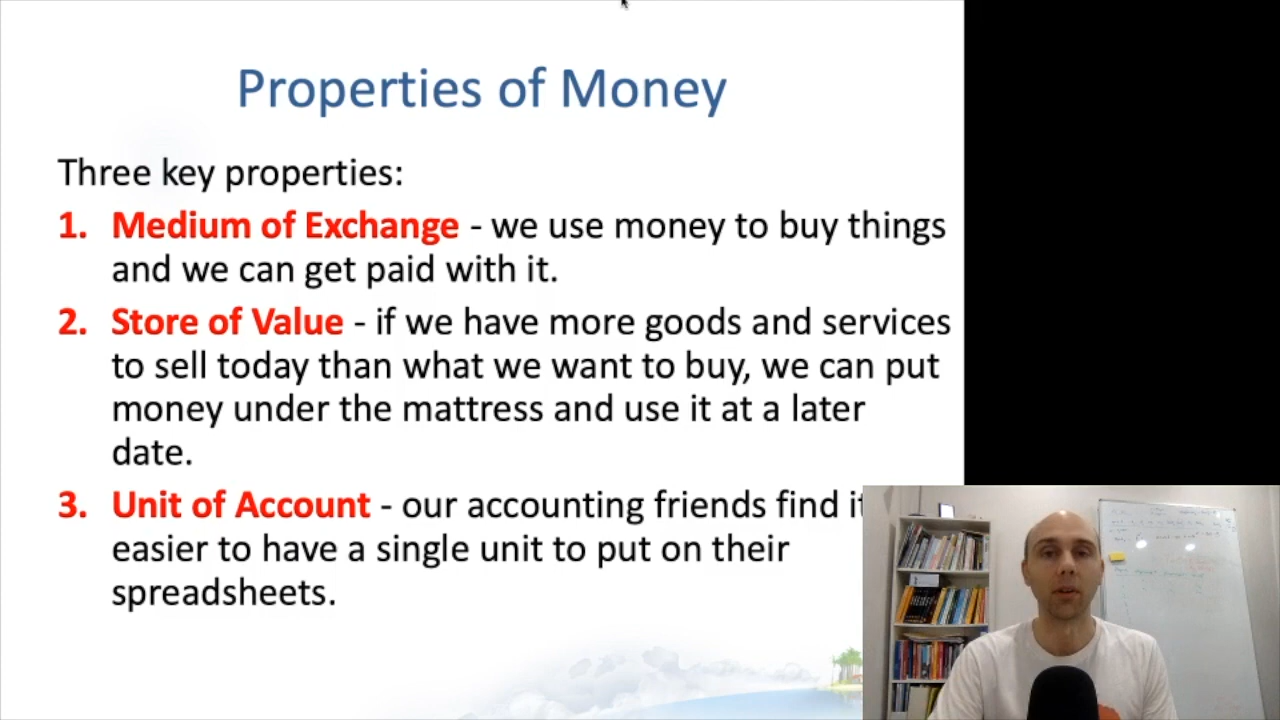 Properties of Money
Three key properties:
1. Medium of Exchange - we use money to buy things
and we can get paid with it.
2. Store of Value - if we have more goods and services
to sell today than what we want to buy, we can put
money under the mattress and use it at a later
date.
3. Unit of Account - our accounting friends find it
easier to have a single unit to put on their
spreadsheets.